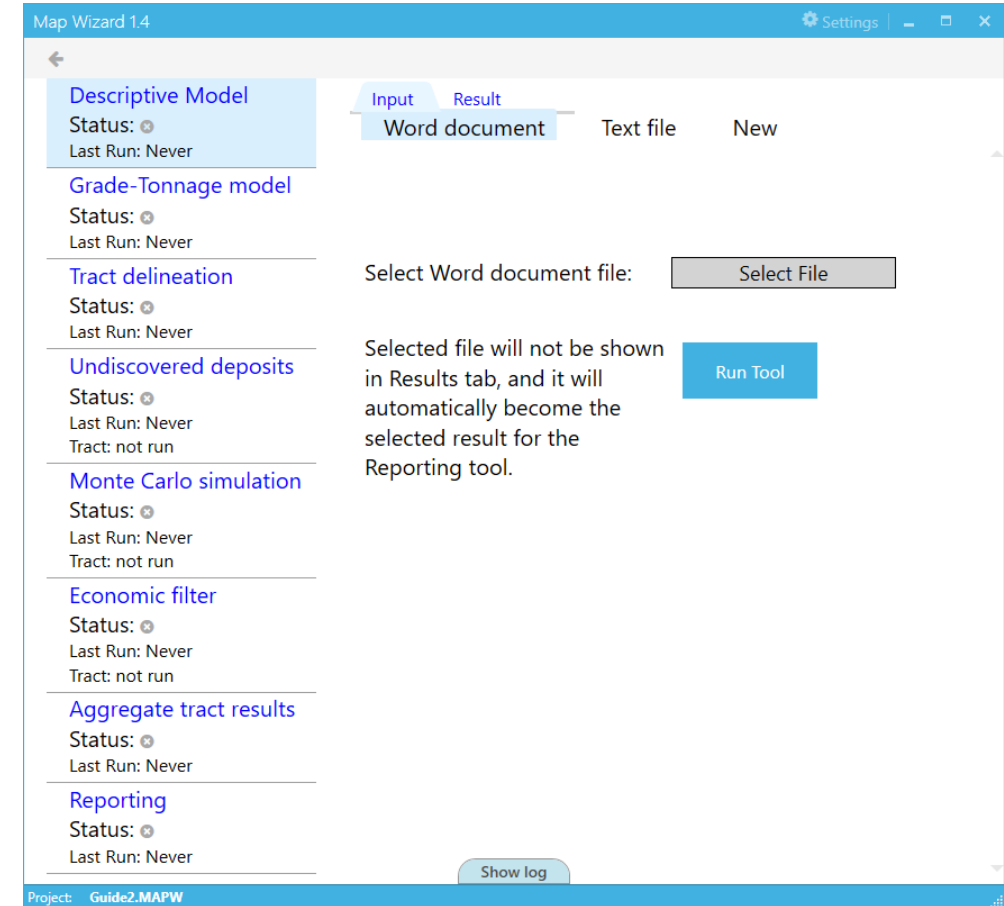 Map Wizard 1.4
Settings
Descriptive Model
Status:
Last Run: Never
Grade-Tonnage model
Status:
Last Run: Never
Tract delineation
Status:
Last Run: Never
Undiscovered deposits
Status:
Last Run: Never
Tract: not run
Monte Carlo simulation
Status:
Last Run: Never
Tract: not run
Economic filter
Status:
Last Run: Never
Tract: not run
Aggregate tract results
Status:
Last Run: Never
Reporting
Status:
Last Run: Never
Input Result
Word document Text file New
Select Word document file: Select File
Selected file will not be shown
in Results tab, and it will
automatically become the
selected result for the
Reporting tool.
Run Tool
Show log
Project: Guide2.MAPW